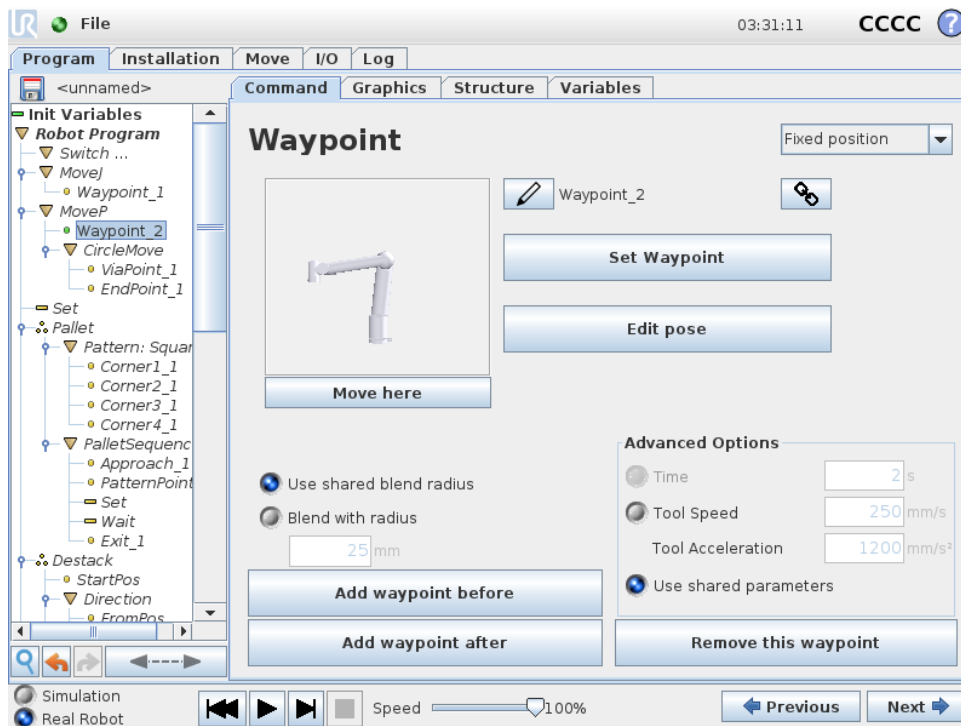 UR File 03:31:11 CCCC ?
Program Installation Move I/O Log
<unnamed>
Command Graphics Structure Variables
Init Variables
Robot Program
Switch ...
MoveJ
Waypoint_1
MoveP
Waypoint_2
CircleMove
ViaPoint_1
EndPoint_1
Set
Pallet
Pattern: Squar
Corner1_1
Corner2_1
Corner3_1
Corner4_1
PalletSequenc
Approach_1
PatternPoint
Set
Wait
Exit_1
Destack
StartPos
Direction
FromPos
Waypoint
Fixed position
Waypoint_2
Set Waypoint
Edit pose
Move here
Use shared blend radius
Blend with radius
25 mm
Advanced Options
Time 2 s
Tool Speed 250 mm/s
Tool Acceleration 1200 mm/s²
Use shared parameters
Add waypoint before
Add waypoint after
Remove this waypoint
Simulation
Real Robot
Speed 100%
Previous
Next